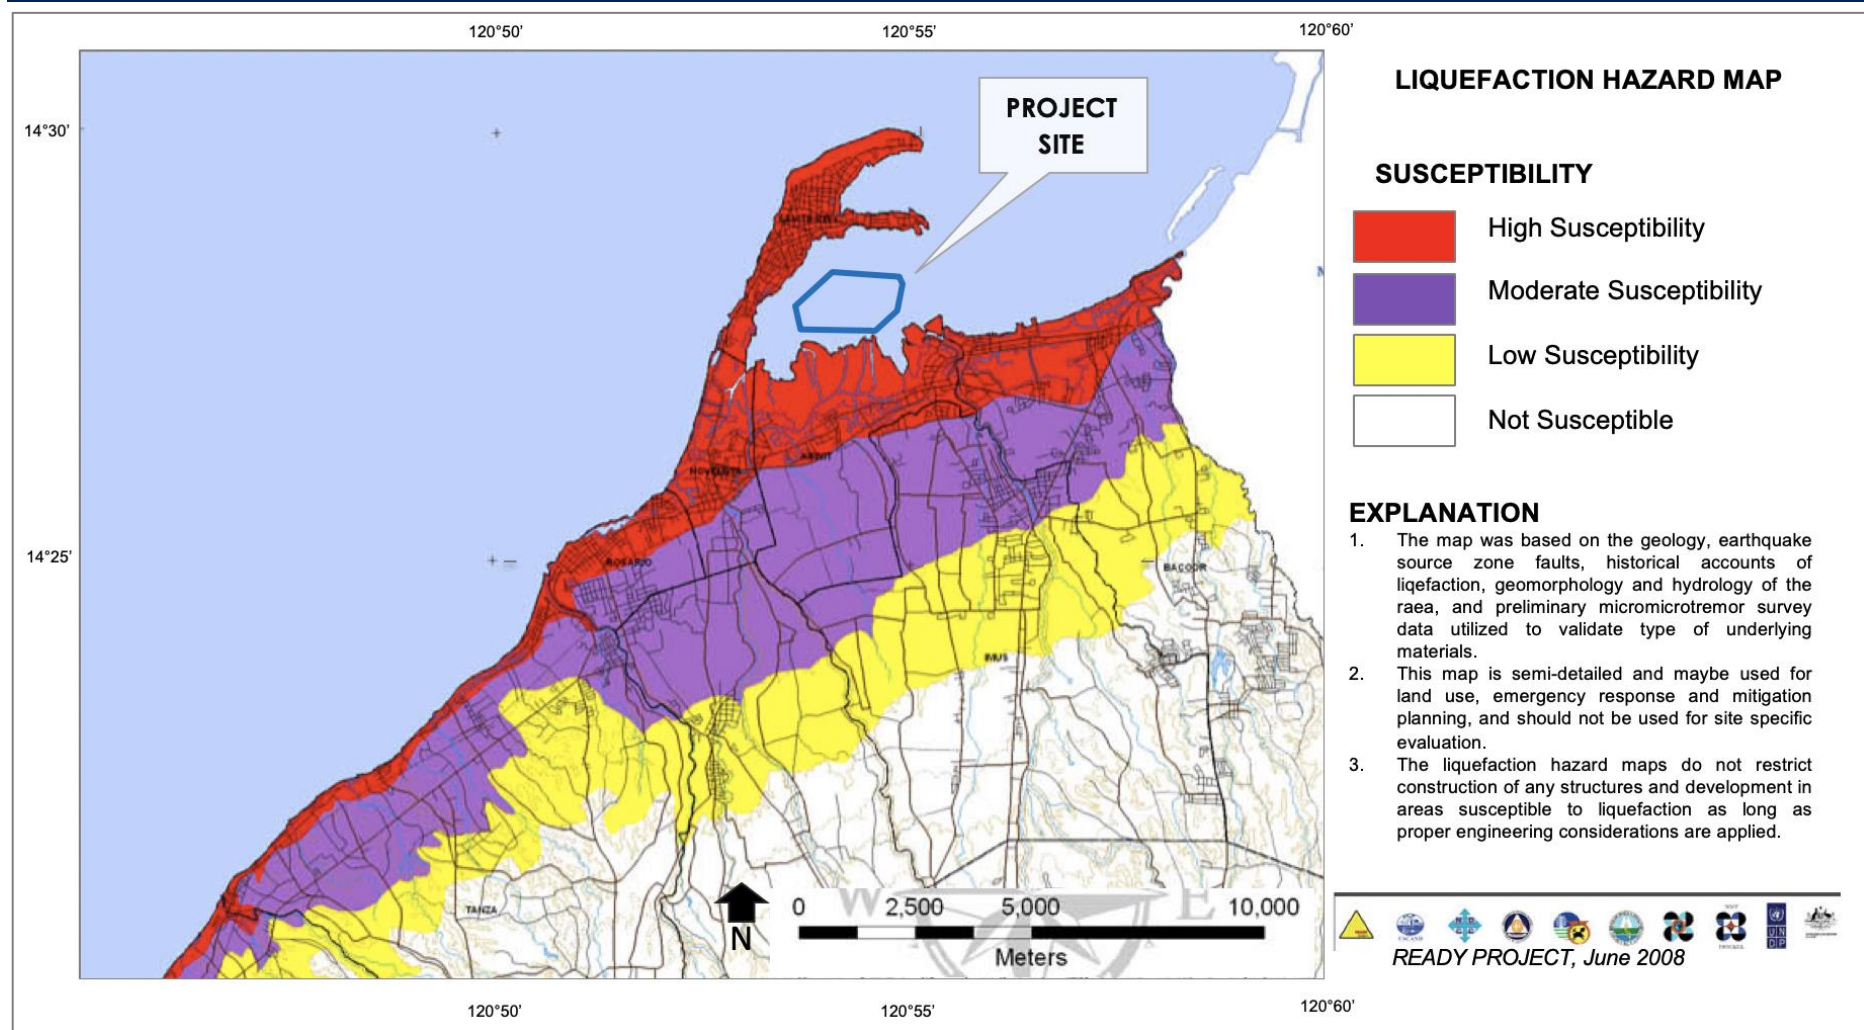 120°50'
120°55'
120°60'
14°30'
14°25'
PROJECT
SITE
NOVELETA
KAWIT
ROSARIO
BACOOR
IMUS
TANZA
W
E
N
0 2,500 5,000 10,000
Meters
120°50'
120°55'
120°60'
LIQUEFACTION HAZARD MAP
SUSCEPTIBILITY
High Susceptibility
Moderate Susceptibility
Low Susceptibility
Not Susceptible
EXPLANATION
1. The map was based on the geology, earthquake
source zone faults, historical accounts of
liqefaction, geomorphology and hydrology of the
raea, and preliminary micromicrotremor survey
data utilized to validate type of underlying
materials.
2. This map is semi-detailed and maybe used for
land use, emergency response and mitigation
planning, and should not be used for site specific
evaluation.
3. The liquefaction hazard maps do not restrict
construction of any structures and development in
areas susceptible to liquefaction as long as
proper engineering considerations are applied.
UN
DP
READY PROJECT, June 2008